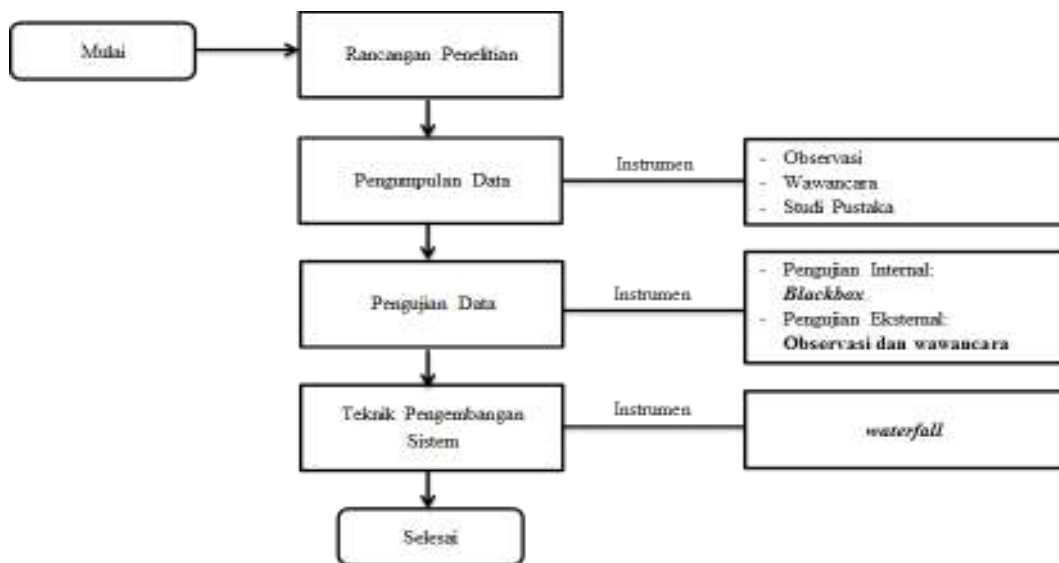 Mulai
Rancangan Penelitian
Pengumpulan Data
Instrumen
- Observasi
- Wawancara
- Studi Pustaka
Pengujian Data
Instrumen
- Pengujian Internal:
Blackbox
- Pengujian Eksternal:
Observasi dan wawancara
Teknik Pengembangan
Sistem
Instrumen
waterfall
Selesai